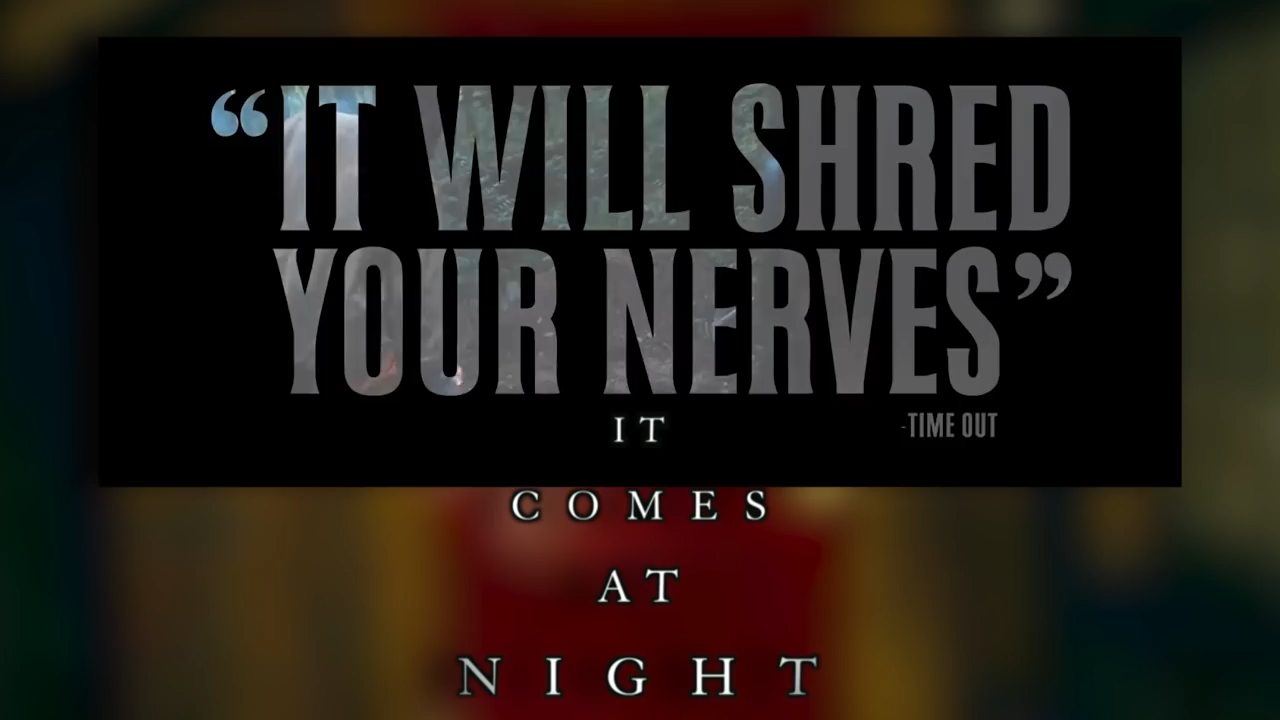 “IT WILL SHRED
YOUR NERVES”
-TIME OUT
IT
COMES
AT
NIGHT